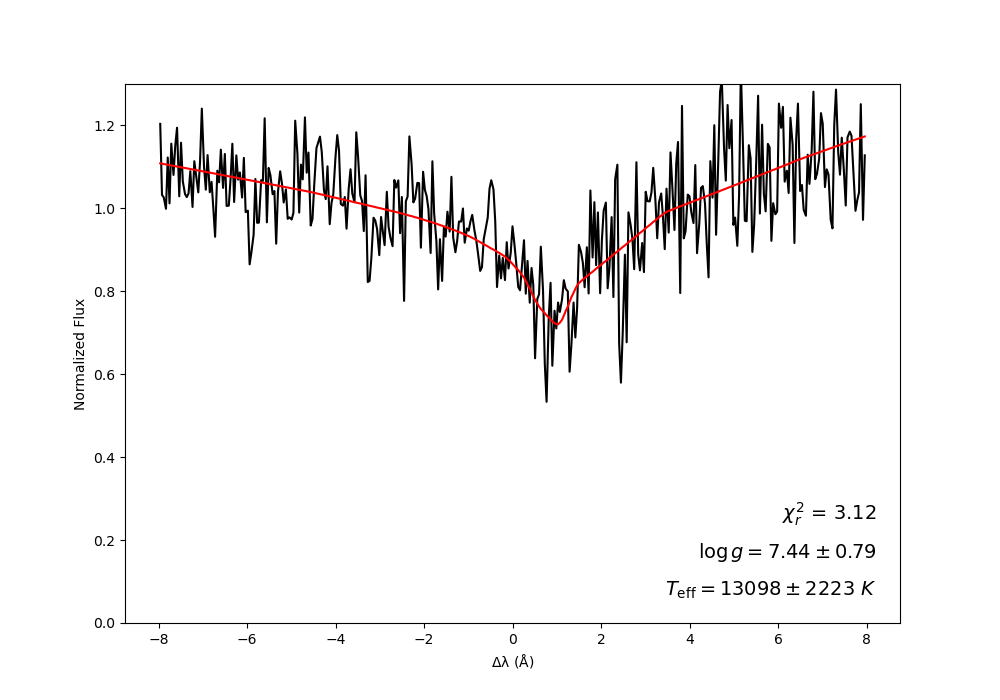 1.2
1.0
0.8
0.6
0.4
0.2
0.0
Normalized Flux
χ²ᵣ = 3.12
log g = 7.44 ± 0.79
T_eff = 13098 ± 2223 K
−8 −6 −4 −2 0 2 4 6 8
Δλ (Å)